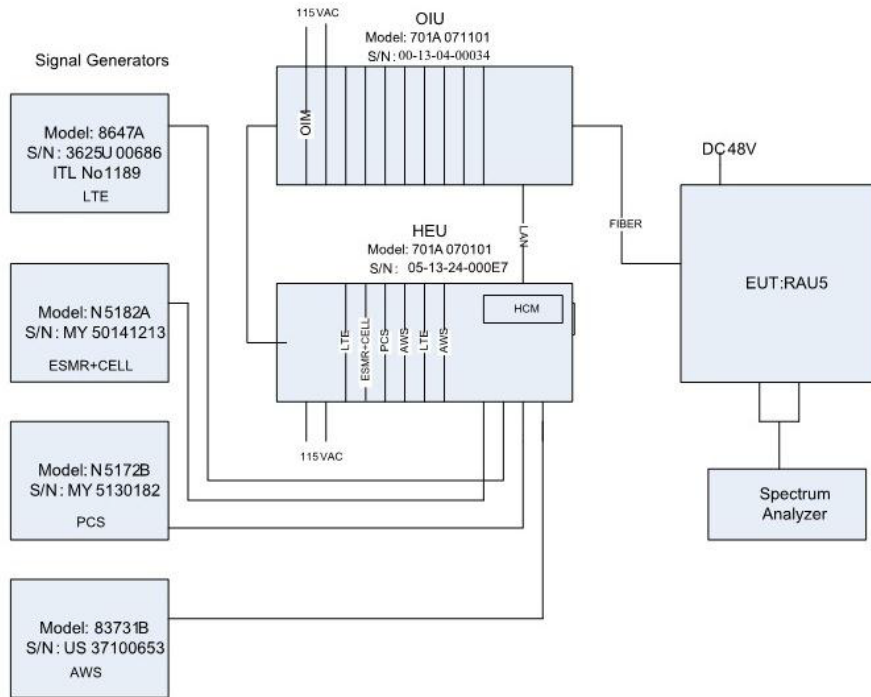 115VAC
OIU
Model: 701A 071101
S/N: 00-13-04-00034
Signal Generators
Model: 8647A
S/N: 3625U 00686
ITL No1189
LTE
OIM
DC48V
FIBER
LAN
HEU
Model: 701A 070101
S/N: 05-13-24-000E7
EUT:RAU5
Model: N5182A
S/N: MY 50141213
ESMR+CELL
LTE
ESMR+CELL
PCS
AWS
LTE
AWS
HCM
115VAC
Model: N5172B
S/N: MY 5130182
PCS
Spectrum
Analyzer
Model: 83731B
S/N: US 37100653
AWS